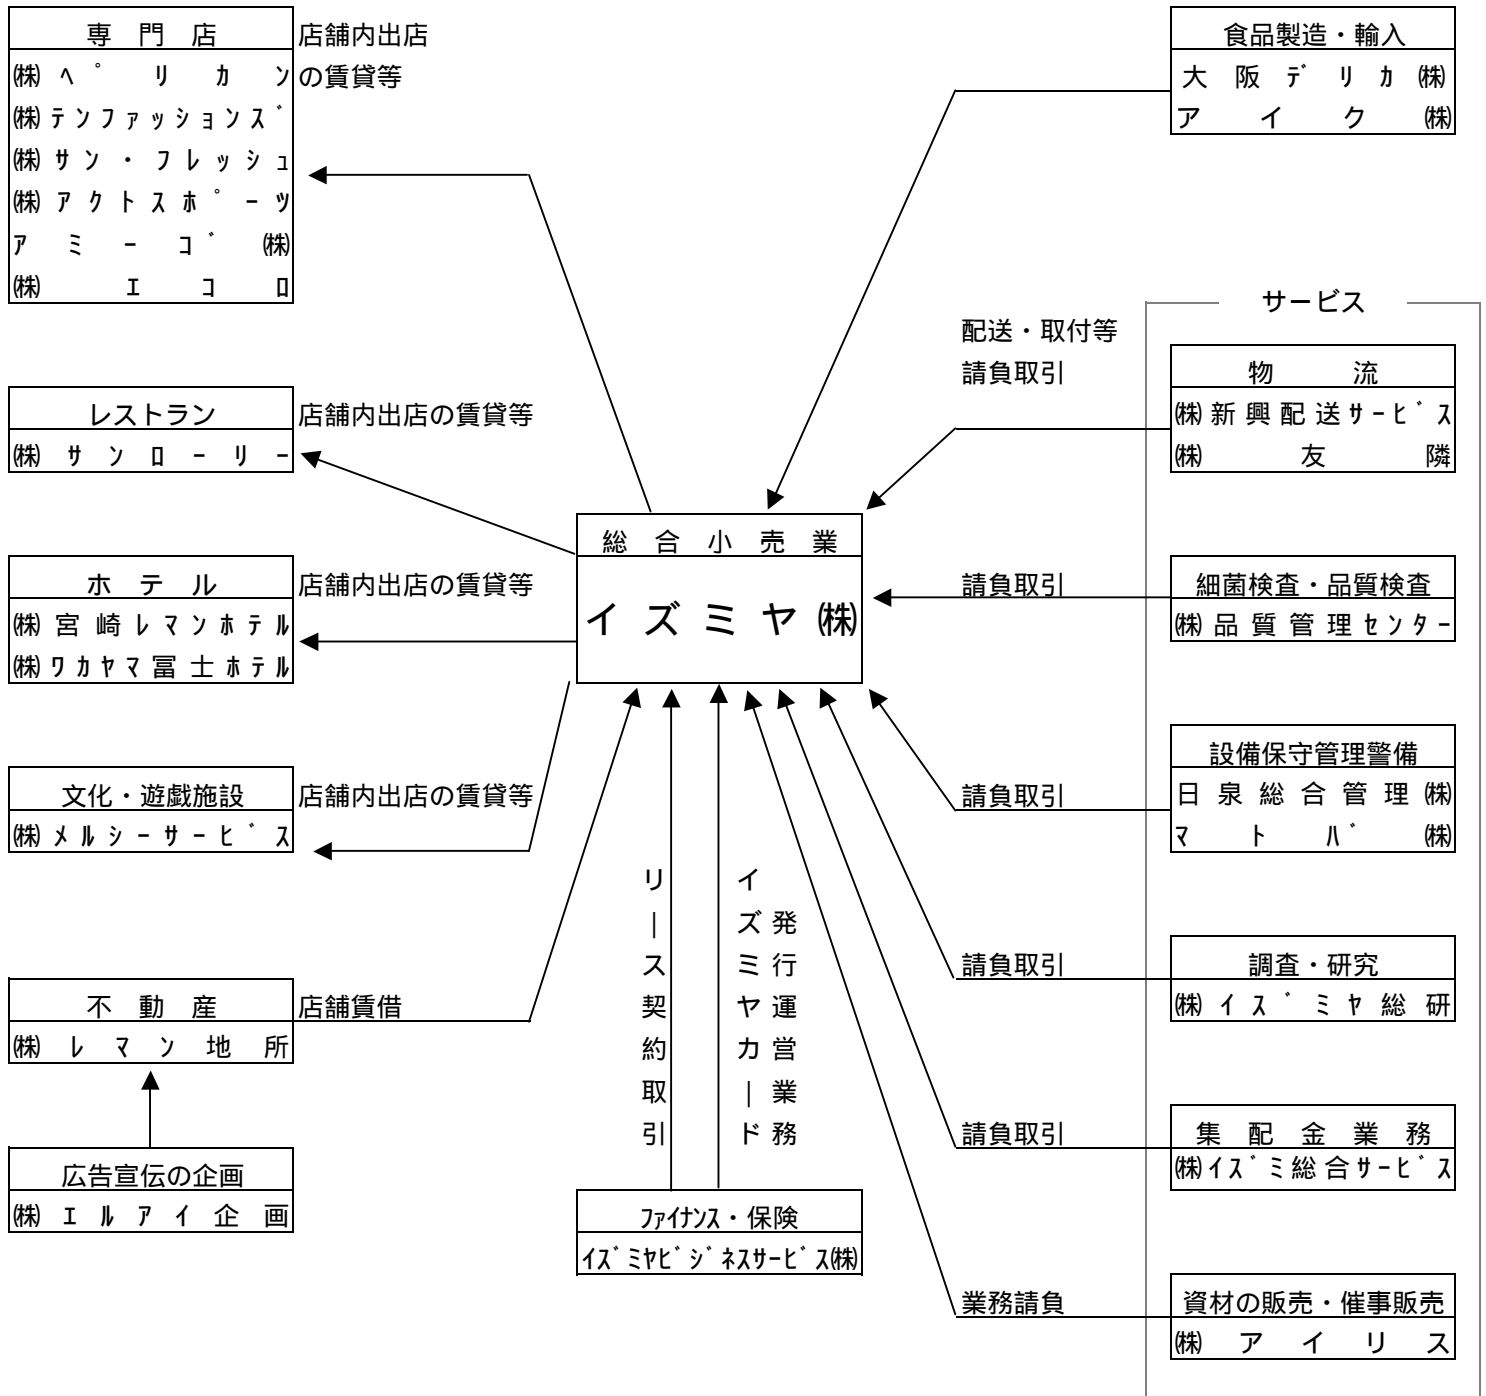 専門店
店舗内出店
の賃貸等
㈱ペリカン
㈱テンファッションズ
㈱サン・フレッシュ
㈱アクトスポーツ
アミーゴ㈱
㈱エコロ
レストラン
店舗内出店の賃貸等
㈱サンローリー
ホテル
店舗内出店の賃貸等
㈱宮崎レマンホテル
㈱ワカヤマ冨士ホテル
文化・遊戯施設
店舗内出店の賃貸等
㈱メルシーサービス
不動産
店舗賃借
㈱レマン地所
広告宣伝の企画
㈱エルアイ企画
総合小売業
イズミヤ㈱
リース契約取引
イズミヤカード
発行運営業務
ファイナンス・保険
イズミヤビジネスサービス㈱
食品製造・輸入
大阪デリカ㈱
アイク㈱
サービス
配送・取付等
請負取引
物流
㈱新興配送サービス
㈱友隣
請負取引
細菌検査・品質検査
㈱品質管理センター
設備保守管理警備
請負取引
日泉総合管理㈱
マトバ㈱
請負取引
調査・研究
㈱イズミヤ総研
請負取引
集配金業務
㈱イズミ総合サービス
業務請負
資材の販売・催事販売
㈱アイリス